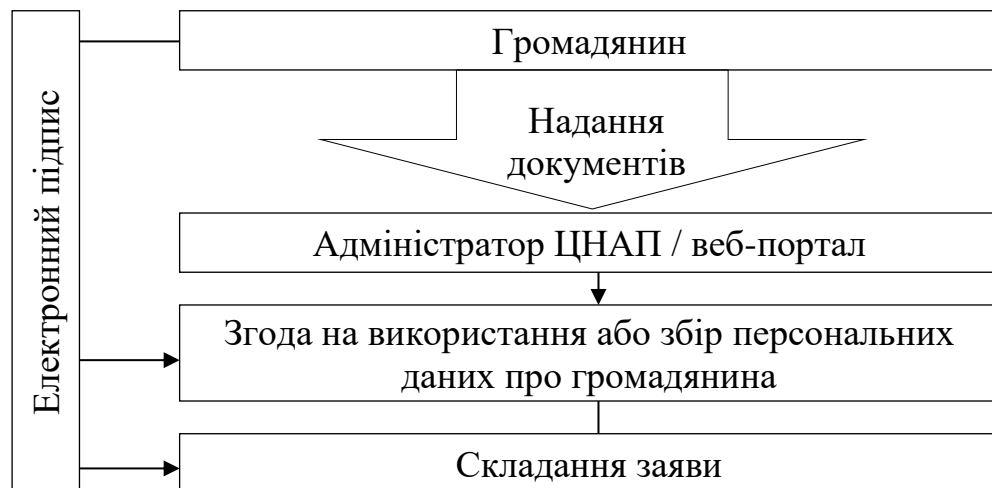 Електронний підпис
Громадянин
Надання
документів
Адміністратор ЦНАП / веб-портал
Згода на використання або збір персональних
даних про громадянина
Складання заяви